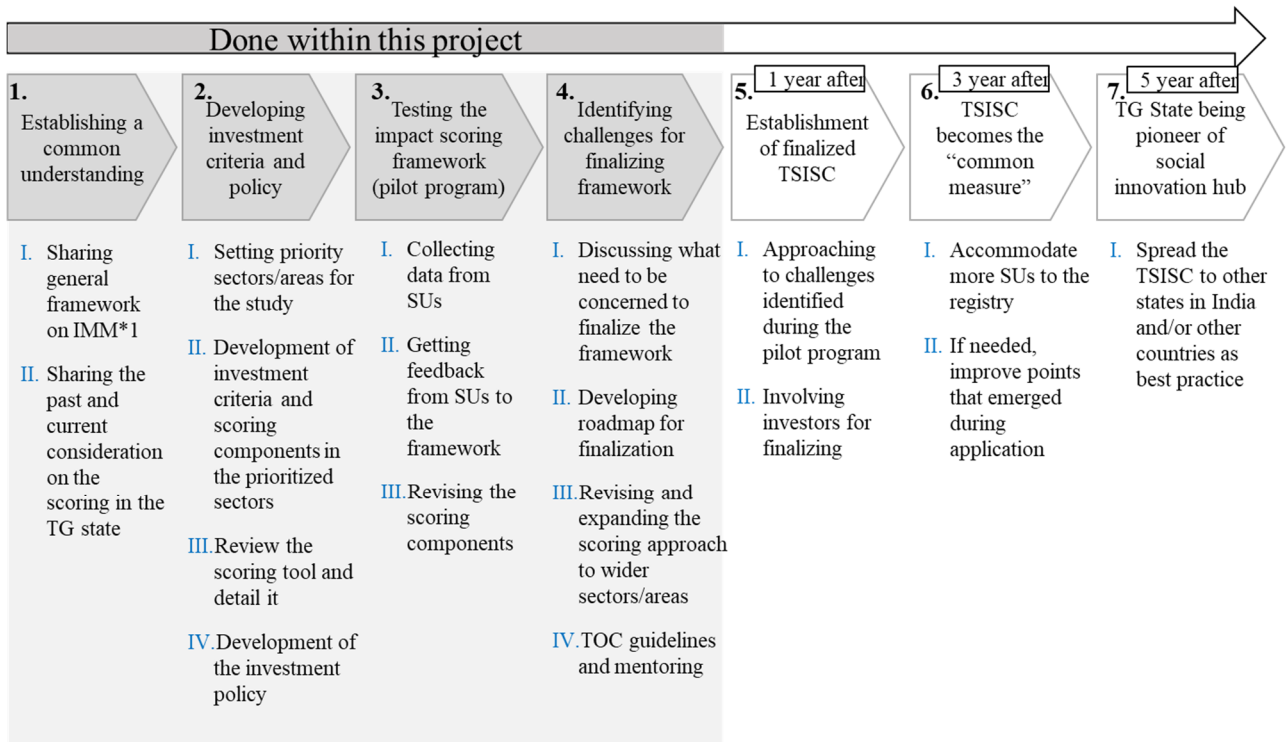 Done within this project
1.
Establishing a
common
understanding
I. Sharing
general
framework
on IMM*1
II. Sharing the
past and
current
consideration
on the
scoring in the
TG state
2.
Developing
investment
criteria and
policy
I. Setting priority
sectors/areas for
the study
II. Development of
investment
criteria and
scoring
components in
the prioritized
sectors
III. Review the
scoring tool and
detail it
IV. Development of
the investment
policy
3.
Testing the
impact scoring
framework
(pilot program)
I. Collecting
data from
SUs
II. Getting
feedback
from SUs to
the
framework
III. Revising the
scoring
components
4.
Identifying
challenges for
finalizing
framework
I. Discussing what
need to be
concerned to
finalize the
framework
II. Developing
roadmap for
finalization
III. Revising and
expanding the
scoring approach
to wider
sectors/areas
IV. TOC guidelines
and mentoring
1 year after
5.
Establishment
of finalized
TSISC
I. Approaching
to challenges
identified
during the
pilot program
II. Involving
investors for
finalizing
3 year after
6.
TSISC
becomes the
“common
measure”
I. Accommodate
more SUs to the
registry
II. If needed,
improve points
that emerged
during
application
5 year after
7.
TG State being
pioneer of
social
innovation hub
I. Spread the
TSISC to other
states in India
and/or other
countries as
best practice